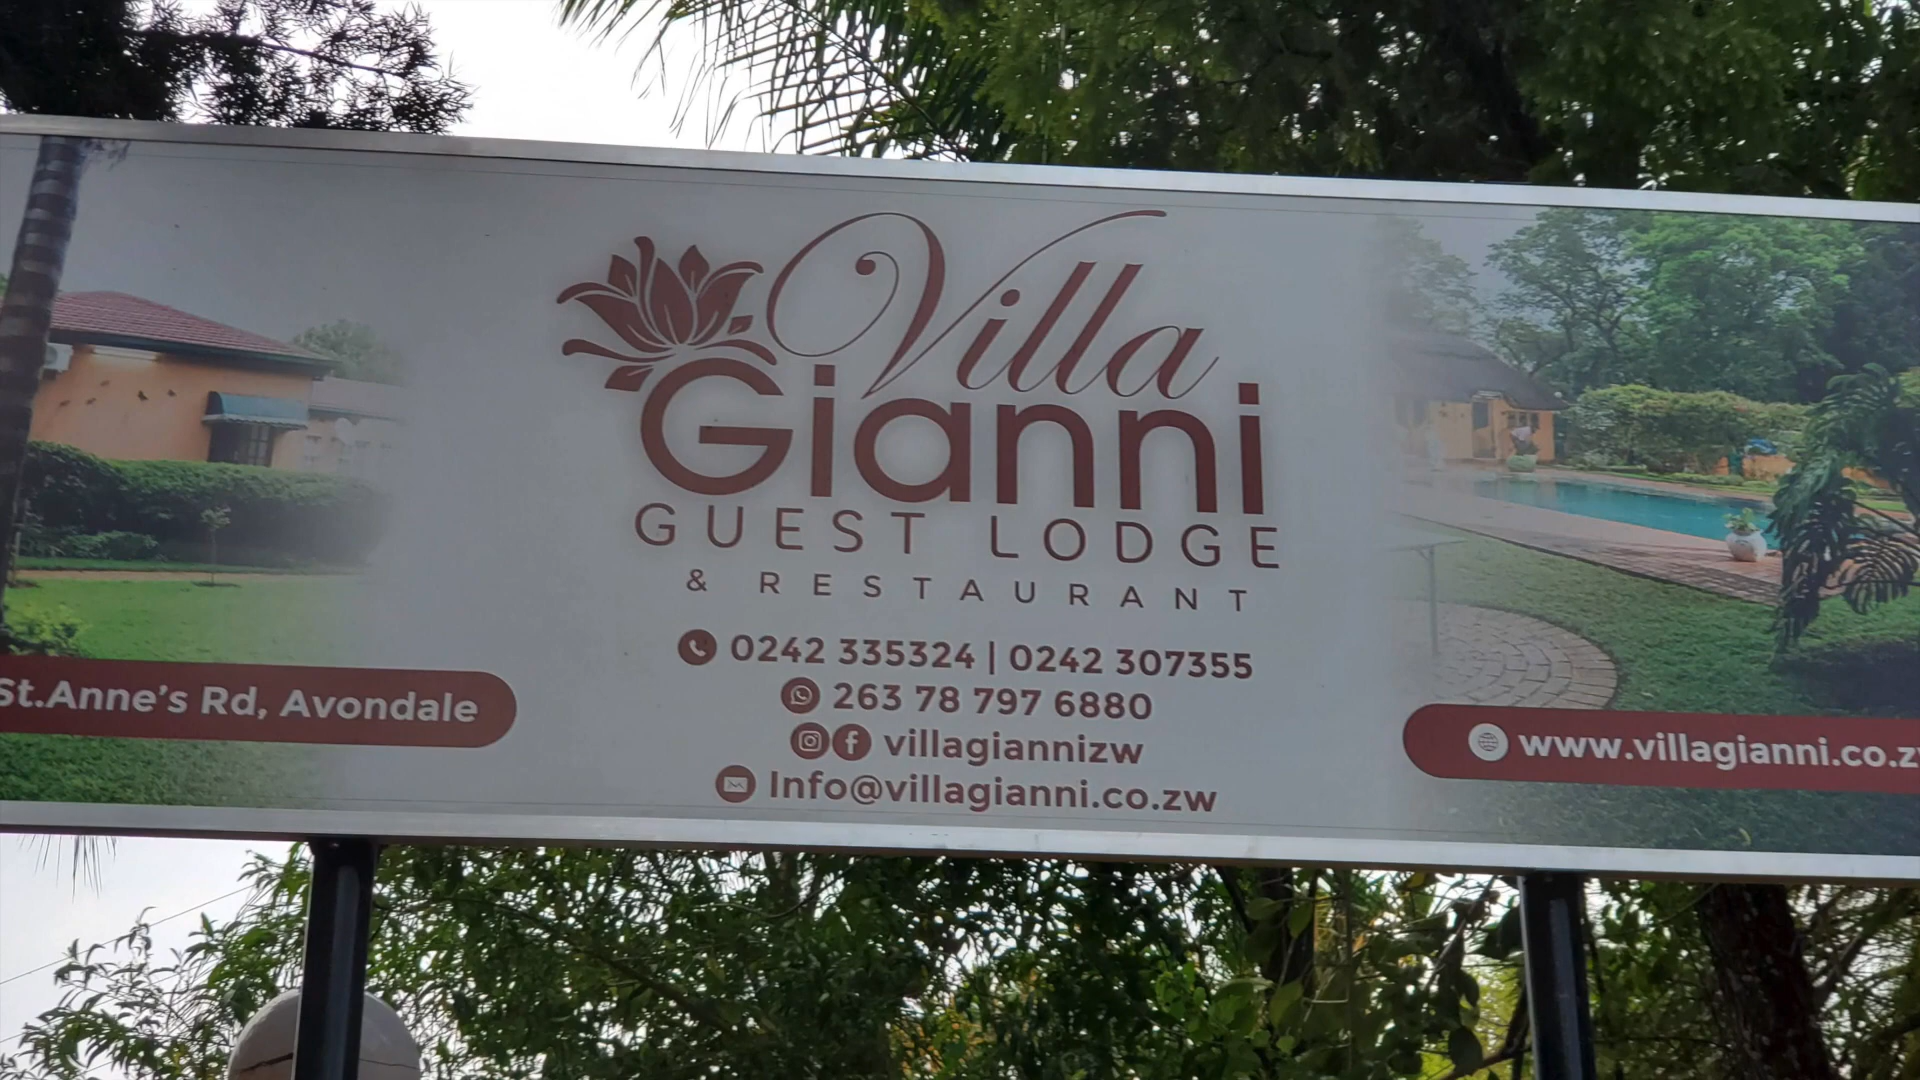 Villa
Gianni
GUEST LODGE
& RESTAURANT
0242 335324 | 0242 307355
263 78 797 6880
villagiannizw
Info@villagianni.co.zw
St.Anne's Rd, Avondale
www.villagianni.co.z